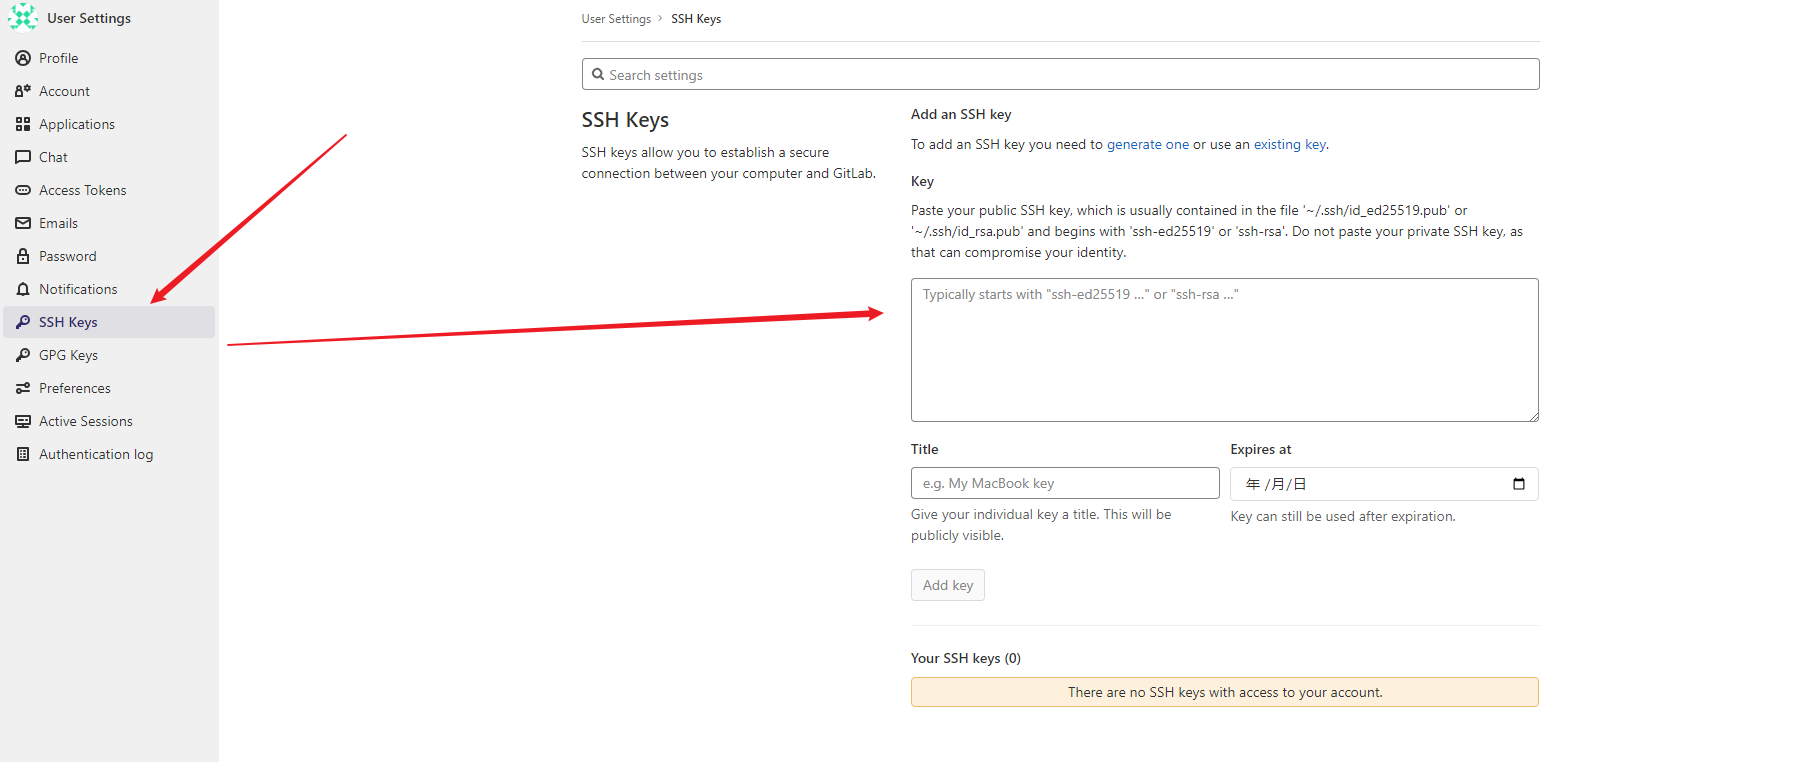 User Settings
Profile
Account
Applications
Chat
Access Tokens
Emails
Password
Notifications
SSH Keys
GPG Keys
Preferences
Active Sessions
Authentication log
User Settings › SSH Keys
Search settings
SSH Keys
SSH keys allow you to establish a secure
connection between your computer and GitLab.
Add an SSH key
To add an SSH key you need to generate one or use an existing key.
Key
Paste your public SSH key, which is usually contained in the file '~/.ssh/id_ed25519.pub' or
'~/.ssh/id_rsa.pub' and begins with 'ssh-ed25519' or 'ssh-rsa'. Do not paste your private SSH key, as
that can compromise your identity.
Typically starts with "ssh-ed25519 …" or "ssh-rsa …"
Title
e.g. My MacBook key
Give your individual key a title. This will be
publicly visible.
Expires at
年 /月/日
Key can still be used after expiration.
Add key
Your SSH keys (0)
There are no SSH keys with access to your account.